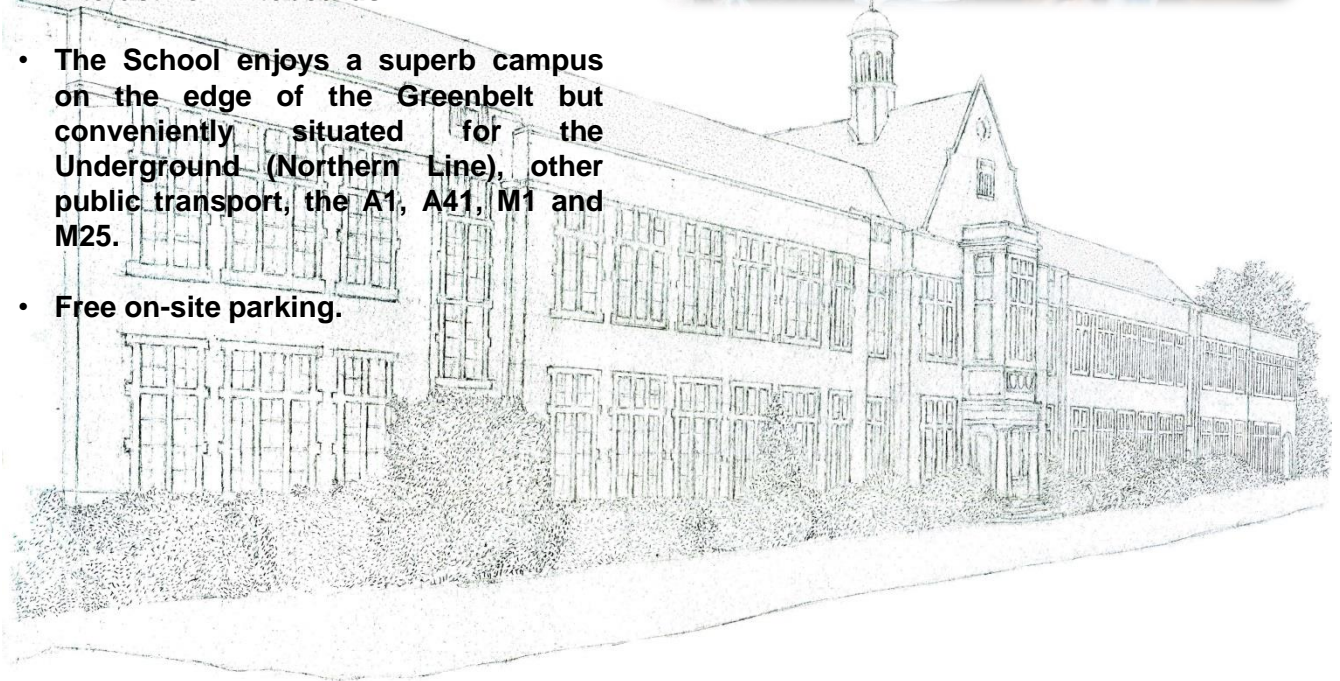 • The School enjoys a superb campus
on the edge of the Greenbelt but
conveniently situated for the
Underground (Northern Line), other
public transport, the A1, A41, M1 and
M25.
• Free on-site parking.